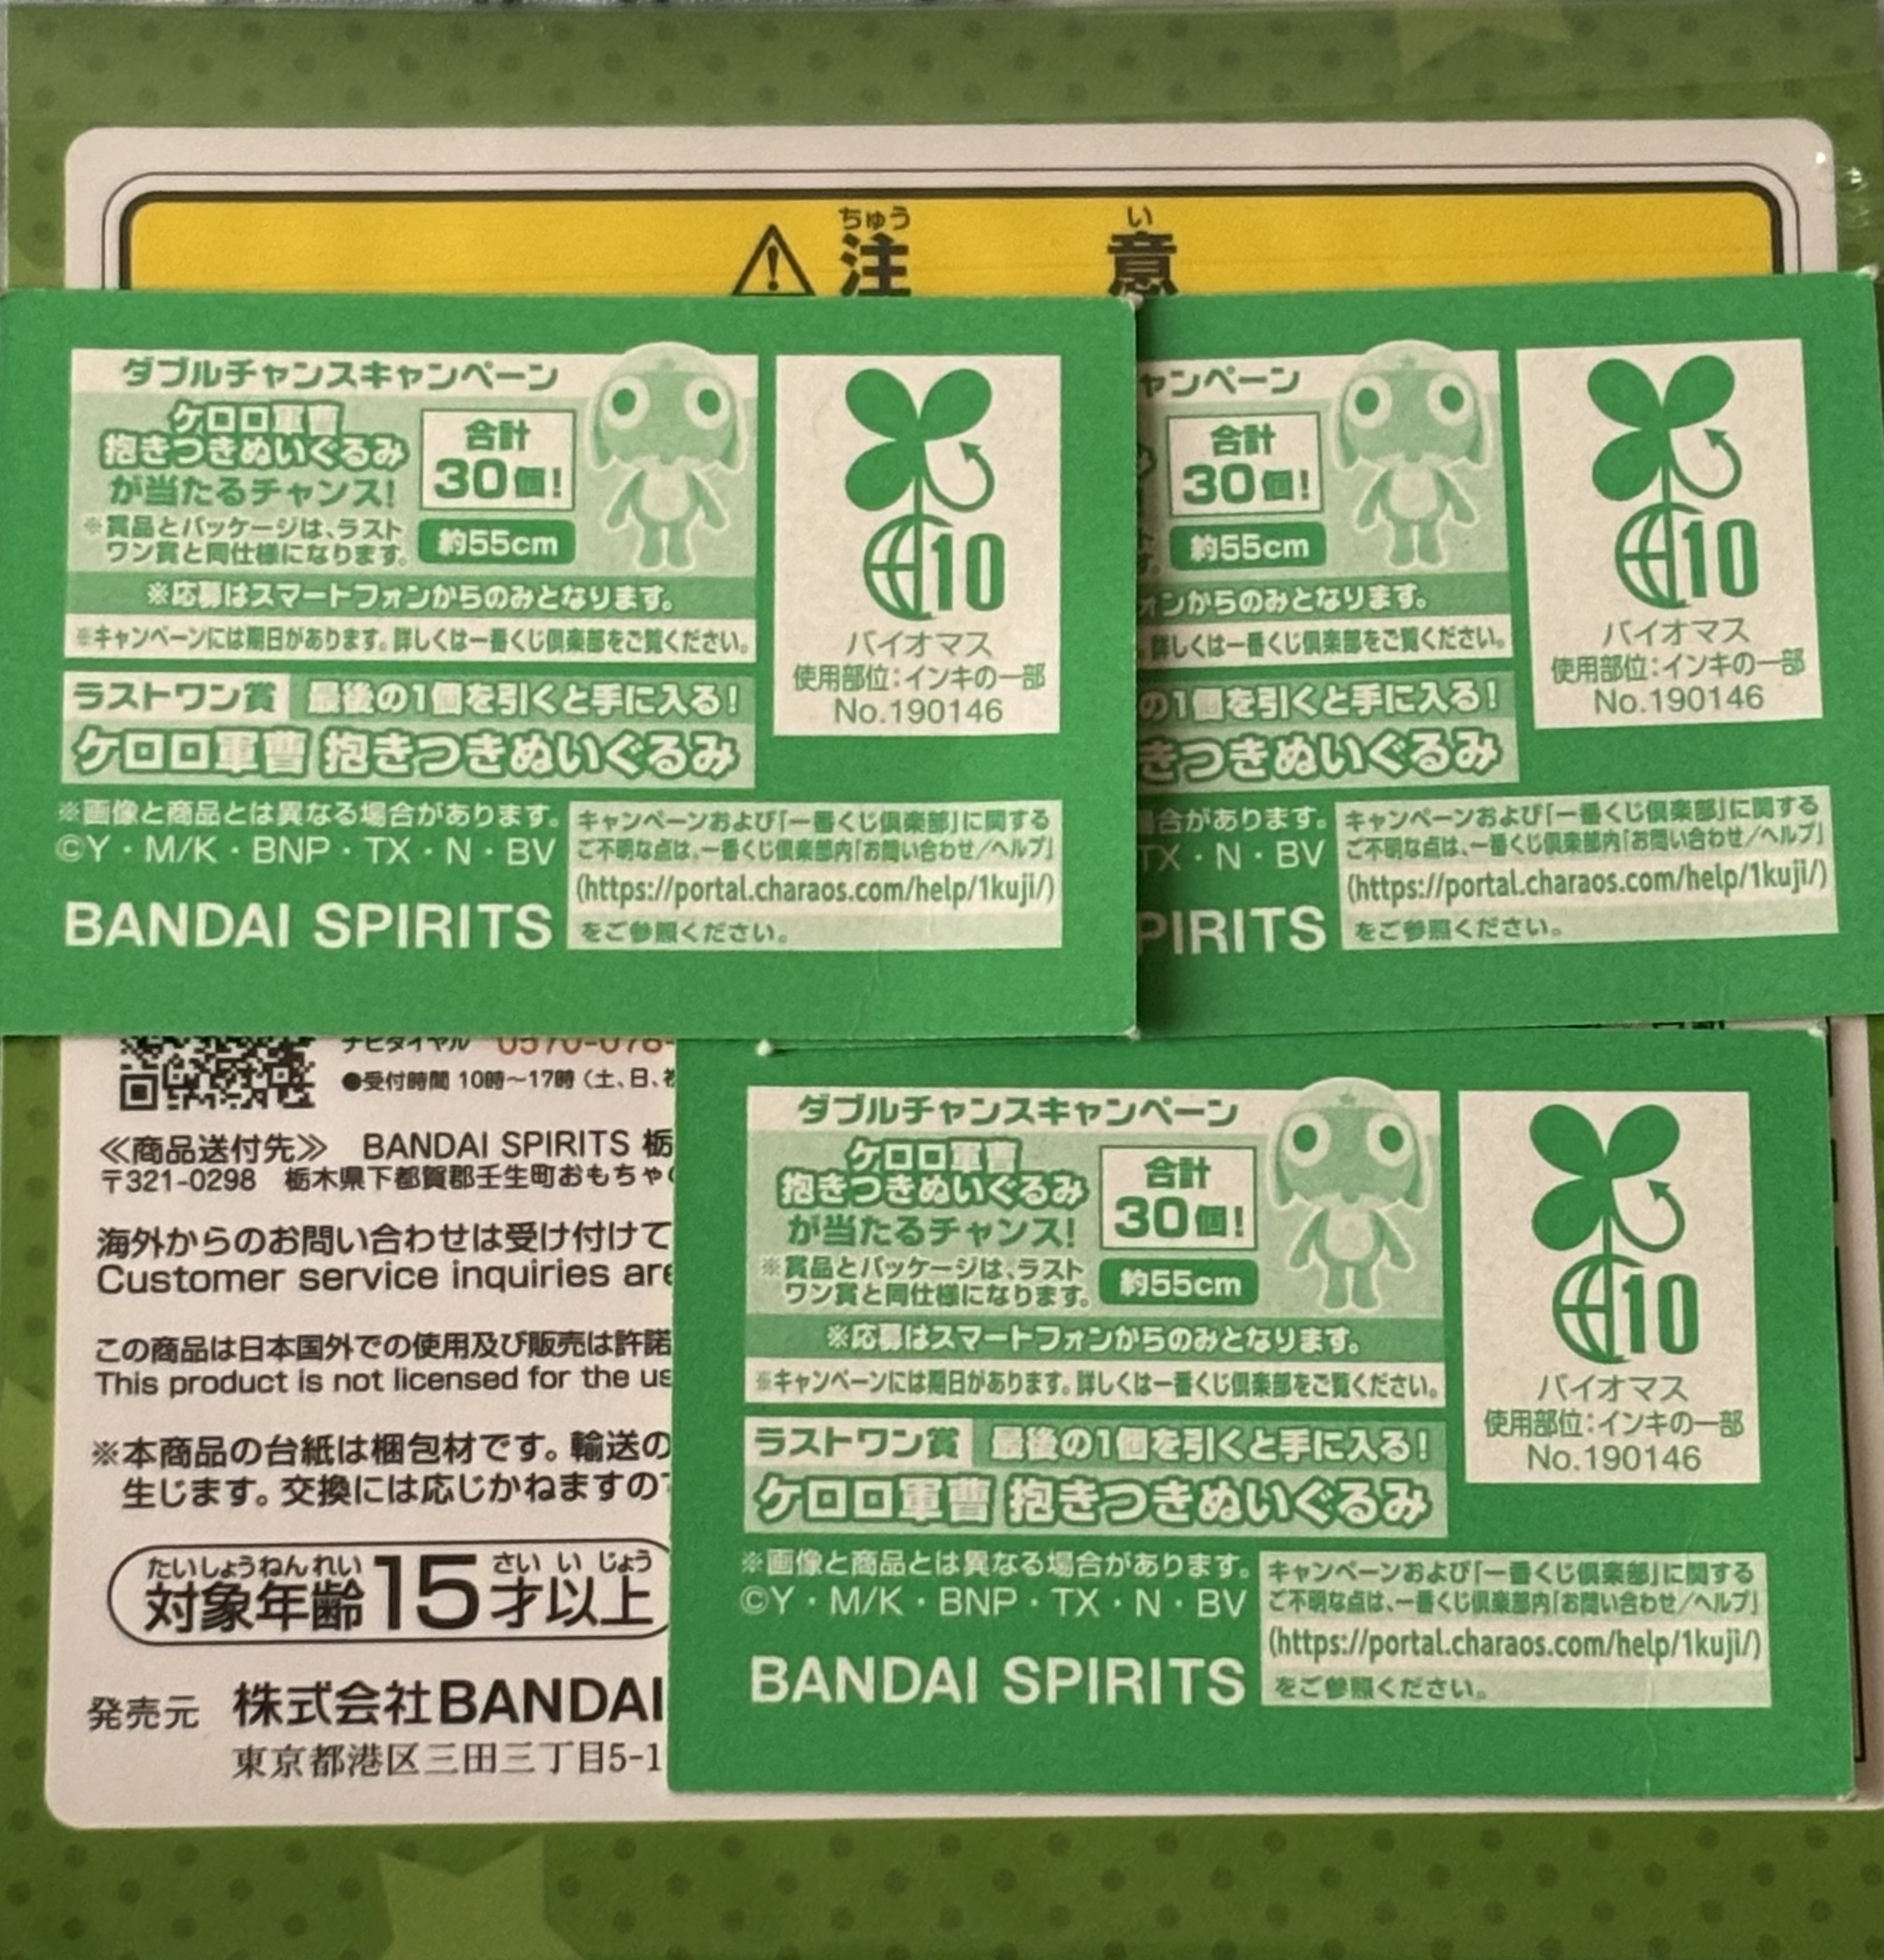 ちゅう い
注 意
ダブルチャンスキャンペーン
ケロロ軍曹
抱きつきぬいぐるみ
が当たるチャンス!
合計
30個!
※賞品とパッケージは、ラスト
ワン賞と同仕様になります。
約55cm
※応募はスマートフォンからのみとなります。
※キャンペーンには期日があります。詳しくは一番くじ倶楽部をご覧ください。
ラストワン賞 最後の1個を引くと手に入る!
ケロロ軍曹 抱きつきぬいぐるみ
※画像と商品とは異なる場合があります。
©Y・M/K・BNP・TX・N・BV
BANDAI SPIRITS
キャンペーンおよび「一番くじ倶楽部」に関する
ご不明な点は、一番くじ倶楽部内「お問い合わせ/ヘルプ」
(https://portal.charaos.com/help/1kuji/)
をご参照ください。
10
バイオマス
使用部位:インキの一部
No.190146
ャンペーン
合計
30個!
約55cm
ォンからのみとなります。
詳しくは一番くじ倶楽部をご覧ください。
の1個を引くと手に入る!
きつきぬいぐるみ
場合があります。
TX・N・BV
PIRITS
キャンペーンおよび「一番くじ倶楽部」に関する
ご不明な点は、一番くじ倶楽部内「お問い合わせ/ヘルプ」
(https://portal.charaos.com/help/1kuji/)
をご参照ください。
10
バイオマス
使用部位:インキの一部
No.190146
ナビダイヤル 0570-078-
●受付時間 10時~17時(土、日、祝
≪商品送付先≫ BANDAI SPIRITS 栃
〒321-0298 栃木県下都賀郡壬生町おもちゃの
海外からのお問い合わせは受け付けて
Customer service inquiries are
この商品は日本国外での使用及び販売は許諾
This product is not licensed for the us
※本商品の台紙は梱包材です。輸送の
生じます。交換には応じかねますので
たいしょうねんれい さい い じょう
対象年齢15才以上
発売元 株式会社BANDAI
東京都港区三田三丁目5-1
ダブルチャンスキャンペーン
ケロロ軍曹
抱きつきぬいぐるみ
が当たるチャンス!
合計
30個!
※賞品とパッケージは、ラスト
ワン賞と同仕様になります。
約55cm
※応募はスマートフォンからのみとなります。
※キャンペーンには期日があります。詳しくは一番くじ倶楽部をご覧ください。
ラストワン賞 最後の1個を引くと手に入る!
ケロロ軍曹 抱きつきぬいぐるみ
※画像と商品とは異なる場合があります。
©Y・M/K・BNP・TX・N・BV
BANDAI SPIRITS
キャンペーンおよび「一番くじ倶楽部」に関する
ご不明な点は、一番くじ倶楽部内「お問い合わせ/ヘルプ」
(https://portal.charaos.com/help/1kuji/)
をご参照ください。
10
バイオマス
使用部位:インキの一部
No.190146